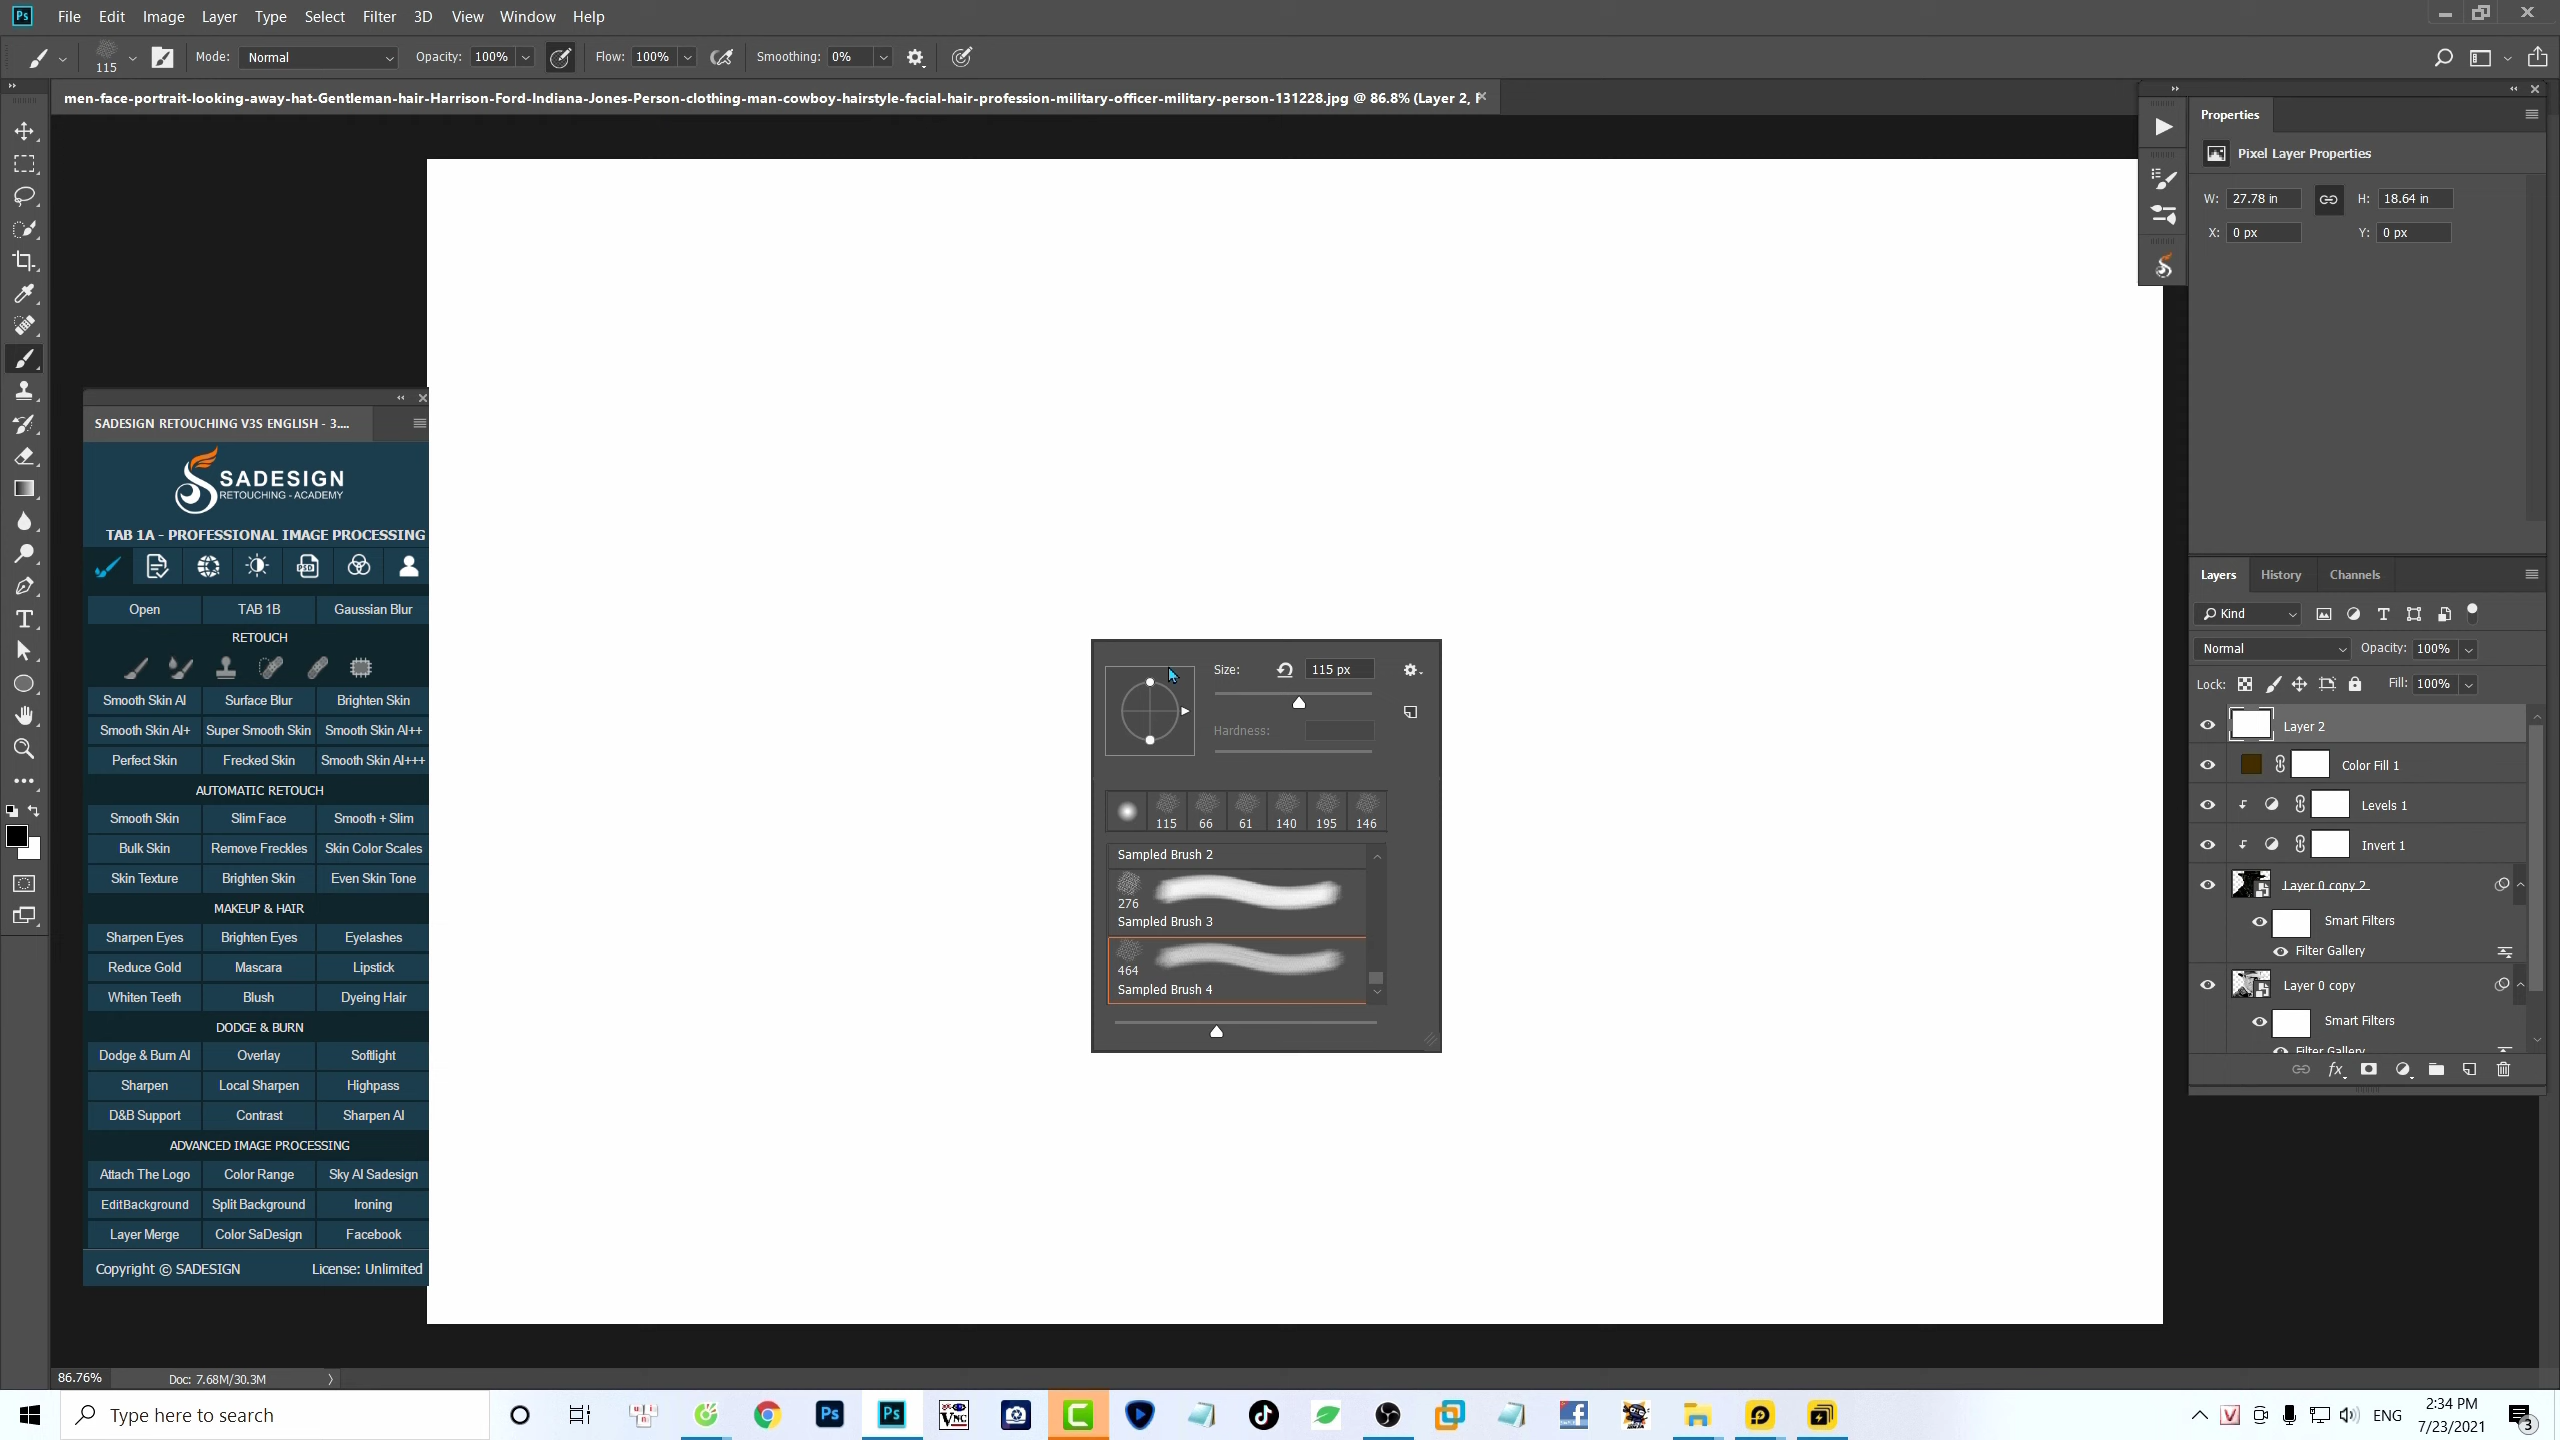 Ps File Edit Image Layer Type Select Filter 3D View Window Help
115 Mode: Normal Opacity: 100% Flow: 100% Smoothing: 0%
men-face-portrait-looking-away-hat-Gentleman-hair-Harrison-Ford-Indiana-Jones-Person-clothing-man-cowboy-hairstyle-facial-hair-profession-military-officer-military-person-131228.jpg @ 86.8% (Layer 2,
Properties
Pixel Layer Properties
W: 27.78 in H: 18.64 in
X: 0 px Y: 0 px
SADESIGN RETOUCHING V3S ENGLISH - 3....
SADESIGN
RETOUCHING - ACADEMY
TAB 1A - PROFESSIONAL IMAGE PROCESSING
PSD
Open TAB 1B Gaussian Blur
RETOUCH
Smooth Skin AI Surface Blur Brighten Skin
Smooth Skin AI+ Super Smooth Skin Smooth Skin AI++
Perfect Skin Frecked Skin Smooth Skin AI+++
AUTOMATIC RETOUCH
Smooth Skin Slim Face Smooth + Slim
Bulk Skin Remove Freckles Skin Color Scales
Skin Texture Brighten Skin Even Skin Tone
MAKEUP & HAIR
Sharpen Eyes Brighten Eyes Eyelashes
Reduce Gold Mascara Lipstick
Whiten Teeth Blush Dyeing Hair
DODGE & BURN
Dodge & Burn AI Overlay Softlight
Sharpen Local Sharpen Highpass
D&B Support Contrast Sharpen AI
ADVANCED IMAGE PROCESSING
Attach The Logo Color Range Sky AI Sadesign
EditBackground Split Background Ironing
Layer Merge Color SaDesign Facebook
Copyright © SADESIGN License: Unlimited
Size: 115 px
Hardness:
115 66 61 140 195 146
Sampled Brush 2
276
Sampled Brush 3
464
Sampled Brush 4
Layers History Channels
Kind
Normal Opacity: 100%
Lock: Fill: 100%
Layer 2
Color Fill 1
Levels 1
Invert 1
Layer 0 copy 2
Smart Filters
Filter Gallery
Layer 0 copy
Smart Filters
Filter Gallery
fx
86.76% Doc: 7.68M/30.3M
Type here to search
Ps Ps VNC
ENG
2:34 PM
7/23/2021
3